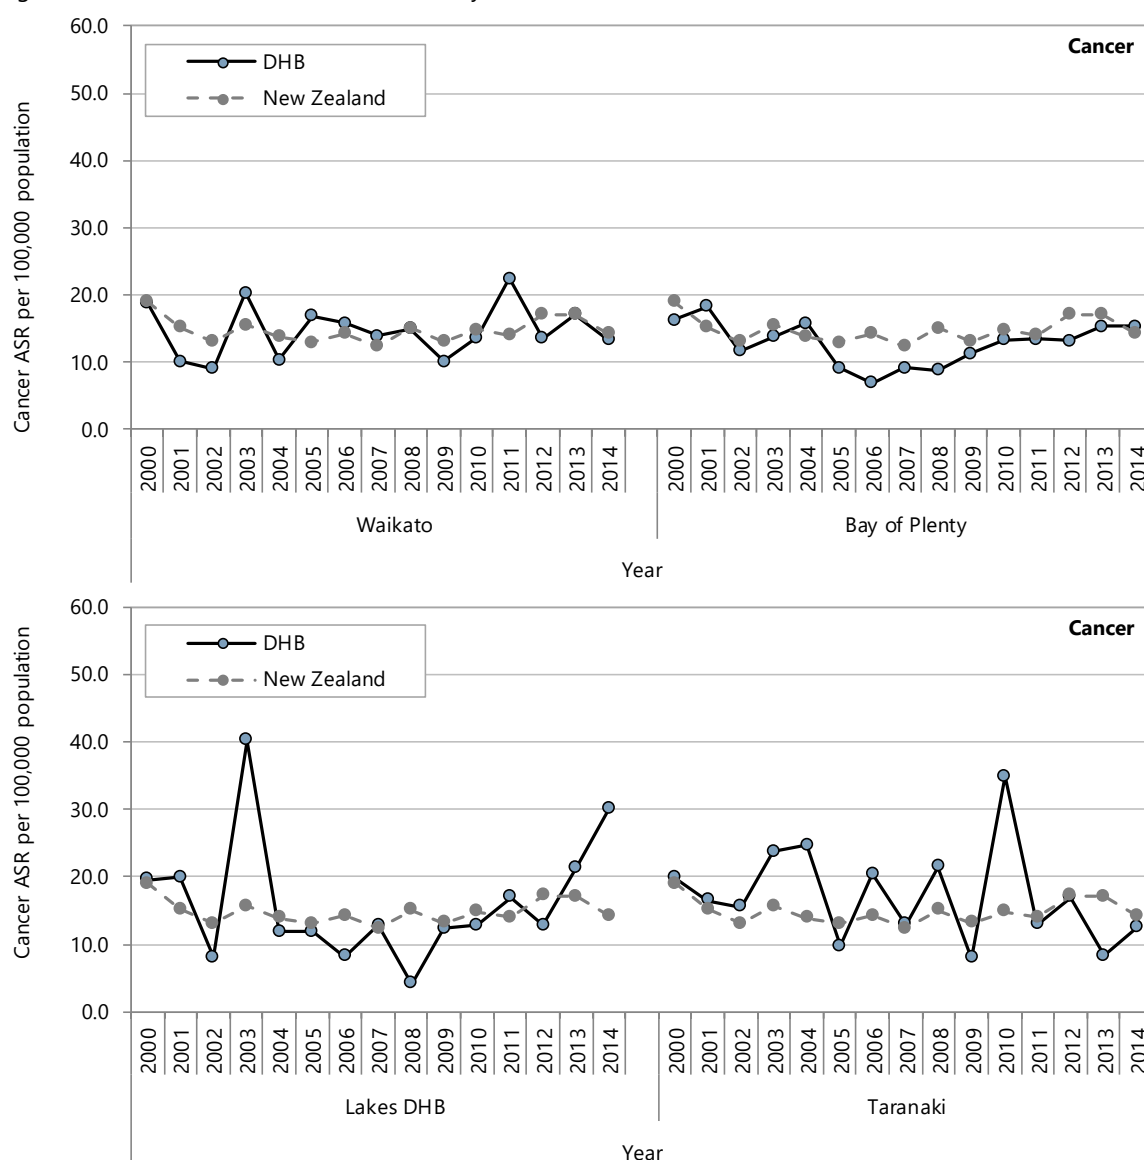 60.0
Cancer
DHB
New Zealand
50.0
40.0
30.0
20.0
10.0
0.0
Cancer ASR per 100,000 population
2000 2001 2002 2003 2004 2005 2006 2007 2008 2009 2010 2011 2012 2013 2014
2000 2001 2002 2003 2004 2005 2006 2007 2008 2009 2010 2011 2012 2013 2014
Waikato
Bay of Plenty
Year
60.0
Cancer
DHB
New Zealand
50.0
40.0
30.0
20.0
10.0
0.0
Cancer ASR per 100,000 population
2000 2001 2002 2003 2004 2005 2006 2007 2008 2009 2010 2011 2012 2013 2014
2000 2001 2002 2003 2004 2005 2006 2007 2008 2009 2010 2011 2012 2013 2014
Lakes DHB
Taranaki
Year